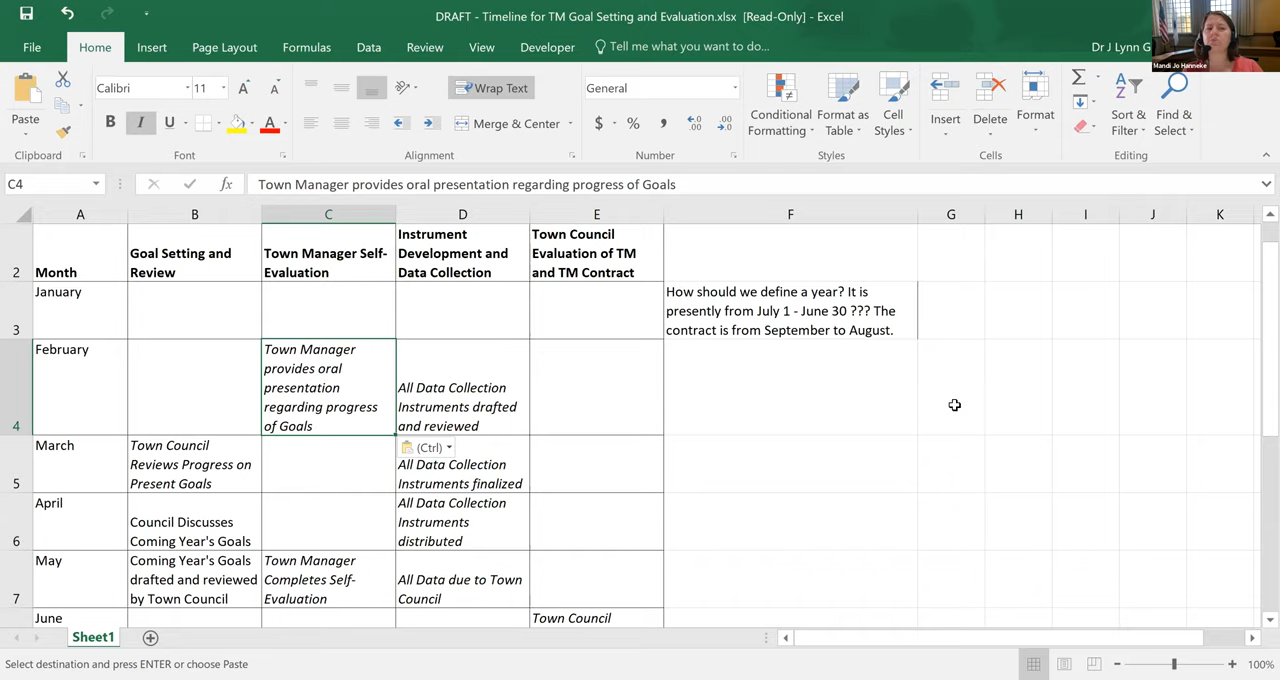 DRAFT - Timeline for TM Goal Setting and Evaluation.xlsx [Read-Only] - Excel
File Home Insert Page Layout Formulas Data Review View Developer Tell me what you want to do... Dr J Lynn G
Mandi Jo Hanneke
Paste
Calibri 11
B I U A
Wrap Text
Merge & Center
General
$ % ,
Conditional Formatting
Format as Table
Cell Styles
Insert Delete Format
Sort & Filter
Find & Select
Clipboard Font Alignment Number Styles Cells Editing
C4 fx Town Manager provides oral presentation regarding progress of Goals
A B C D E F G H I J K
2
Month
Goal Setting and
Review
Town Manager Self-
Evaluation
Instrument
Development and
Data Collection
Town Council
Evaluation of TM
and TM Contract
3
January
How should we define a year? It is
presently from July 1 - June 30 ??? The
contract is from September to August.
4
February
Town Manager
provides oral
presentation
regarding progress
of Goals
All Data Collection
Instruments drafted
and reviewed
(Ctrl)
5
March
Town Council
Reviews Progress on
Present Goals
All Data Collection
Instruments finalized
6
April
Council Discusses
Coming Year's Goals
All Data Collection
Instruments
distributed
7
May
Coming Year's Goals
drafted and reviewed
by Town Council
Town Manager
Completes Self-
Evaluation
All Data due to Town
Council
June
Town Council
Sheet1
Select destination and press ENTER or choose Paste
100%